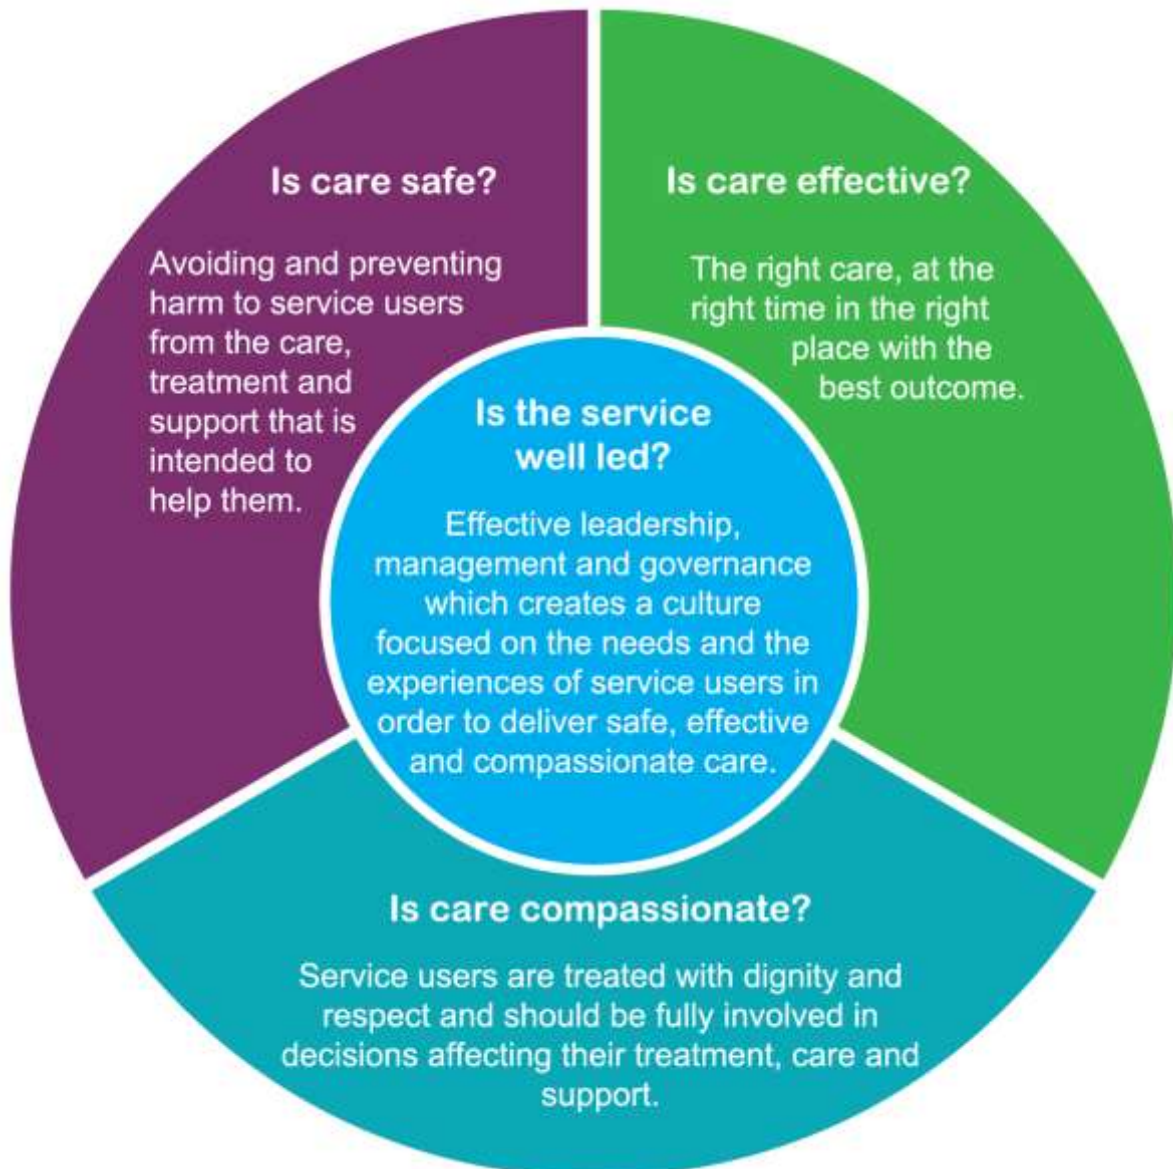 Is care safe?
Avoiding and preventing
harm to service users
from the care,
treatment and
support that is
intended to
help them.
Is care effective?
The right care, at the
right time in the right
place with the
best outcome.
Is the service
well led?
Effective leadership,
management and governance
which creates a culture
focused on the needs and the
experiences of service users in
order to deliver safe, effective
and compassionate care.
Is care compassionate?
Service users are treated with dignity and
respect and should be fully involved in
decisions affecting their treatment, care and
support.